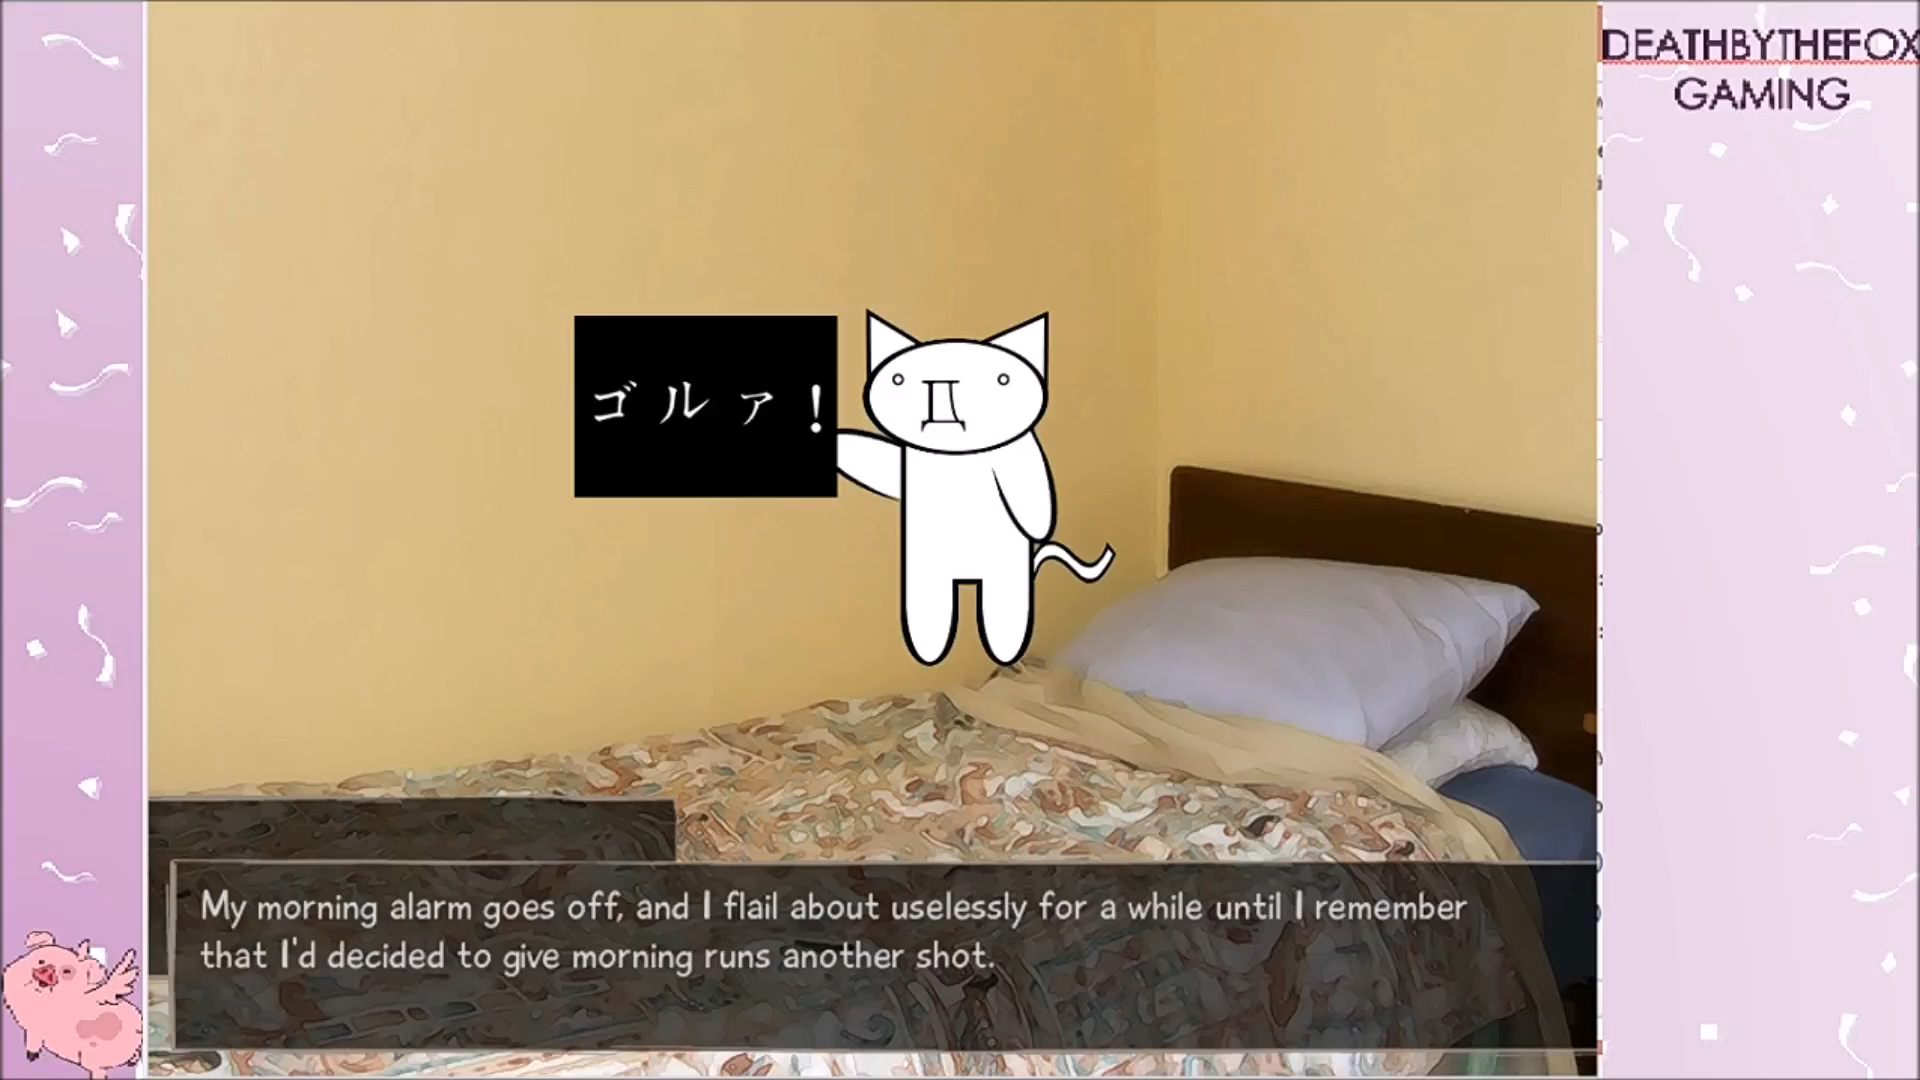 DEATHBYTHEFOX
GAMING
ゴルァ!
My morning alarm goes off, and I flail about uselessly for a while until I remember
that I'd decided to give morning runs another shot.